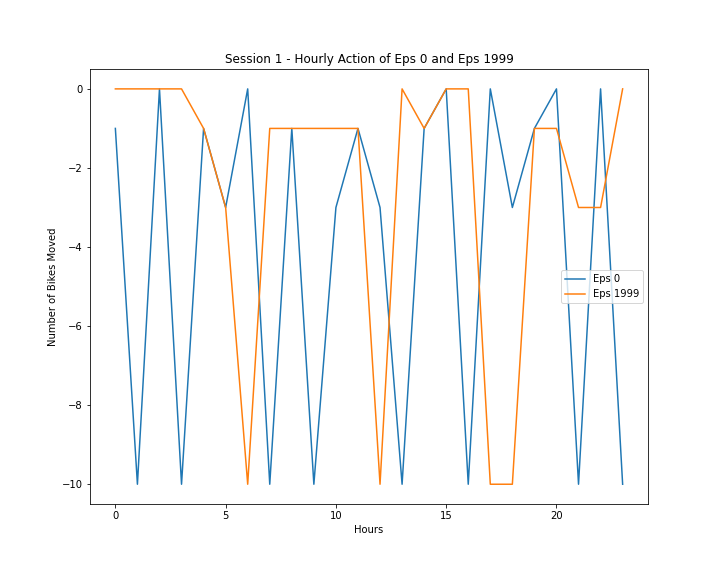 Session 1 - Hourly Action of Eps 0 and Eps 1999
0
−2
−4
−6
−8
−10
Number of Bikes Moved
Eps 0
Eps 1999
0
5
10
15
20
Hours